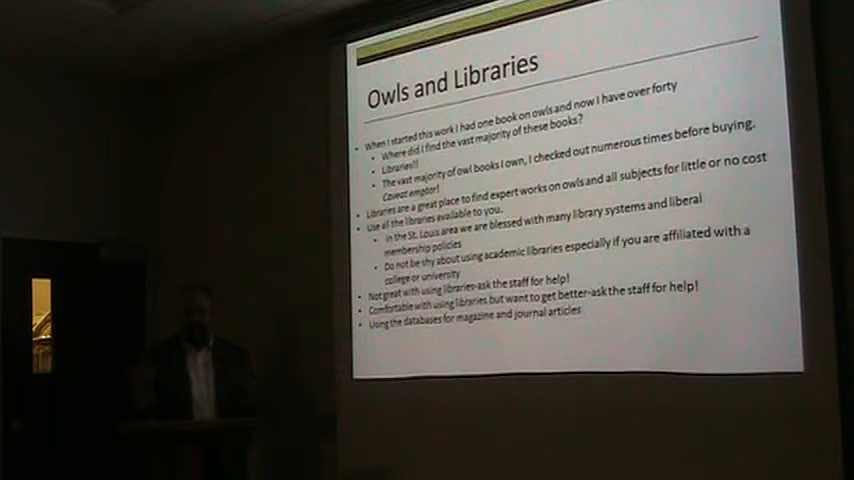 Owls and Libraries
When I started this work I had one book on owls and now I have over forty
Where did I find the vast majority of these books?
Libraries!!
The vast majority of owl books I own, I checked out numerous times before buying.
Caveat emptor!
Libraries are a great place to find expert works on owls and all subjects for little or no cost
Use all the libraries available to you.
In the St. Louis area we are blessed with many library systems and liberal
membership policies
Do not be shy about using academic libraries especially if you are affiliated with a
college or university
Not great with using libraries-ask the staff for help!
Comfortable with using libraries but want to get better-ask the staff for help!
Using the databases for magazine and journal articles